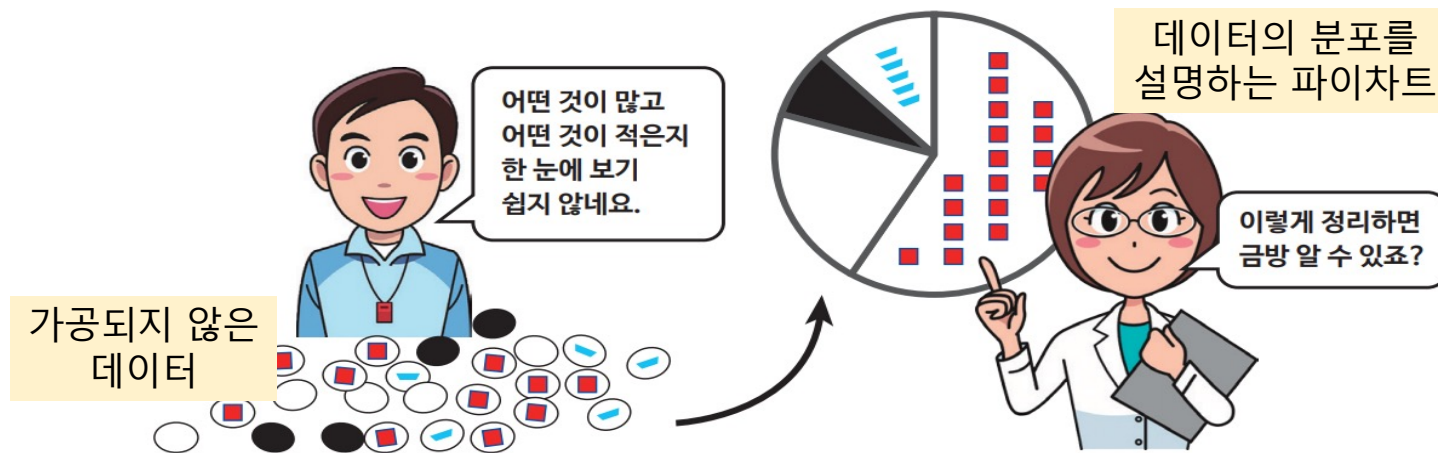 어떤 것이 많고
어떤 것이 적은지
한 눈에 보기
쉽지 않네요.
가공되지 않은
데이터
데이터의 분포를
설명하는 파이차트
이렇게 정리하면
금방 알 수 있죠?